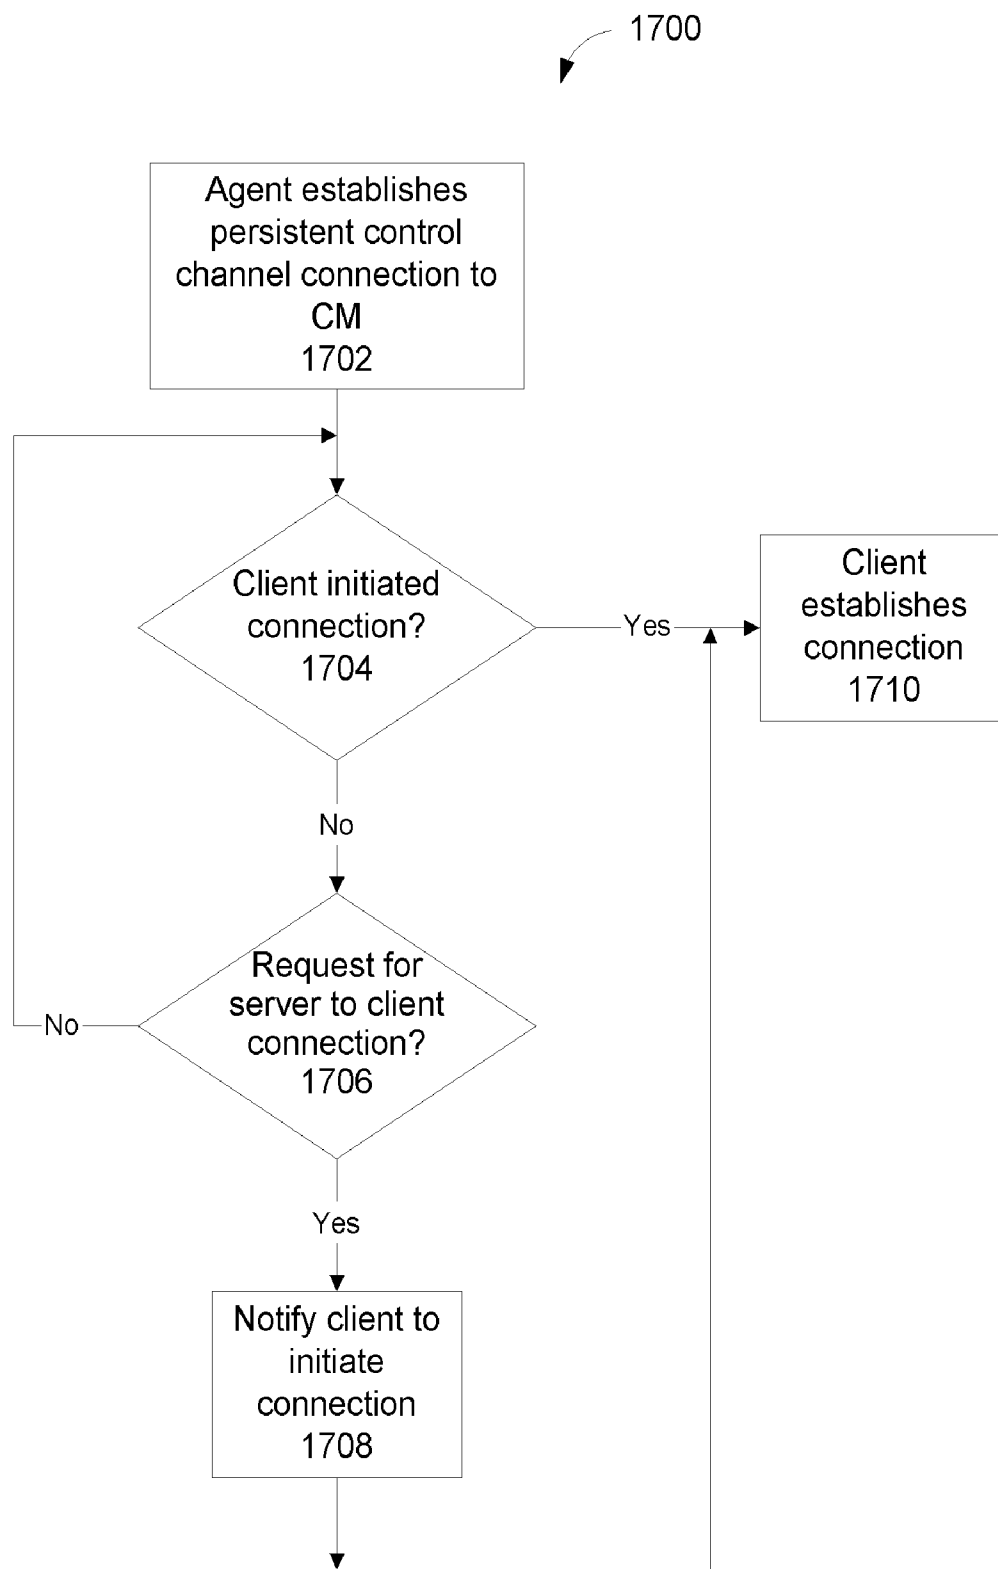 1700
Agent establishes
persistent control
channel connection to
CM
1702
Client initiated
connection?
1704
Yes
Client
establishes
connection
1710
No
Request for
server to client
connection?
1706
No
Yes
Notify client to
initiate
connection
1708